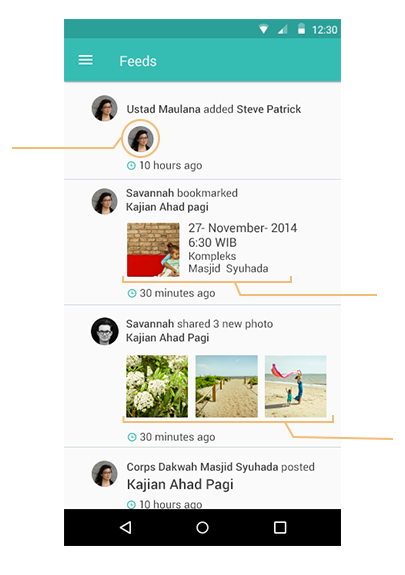 12:30
Feeds
Ustad Maulana added Steve Patrick
10 hours ago
Savannah bookmarked
Kajian Ahad pagi
27- November- 2014
6:30 WIB
Kompleks
Masjid Syuhada
30 minutes ago
Savannah shared 3 new photo
Kajian Ahad Pagi
30 minutes ago
Corps Dakwah Masjid Syuhada posted
Kajian Ahad Pagi
10 hours ago